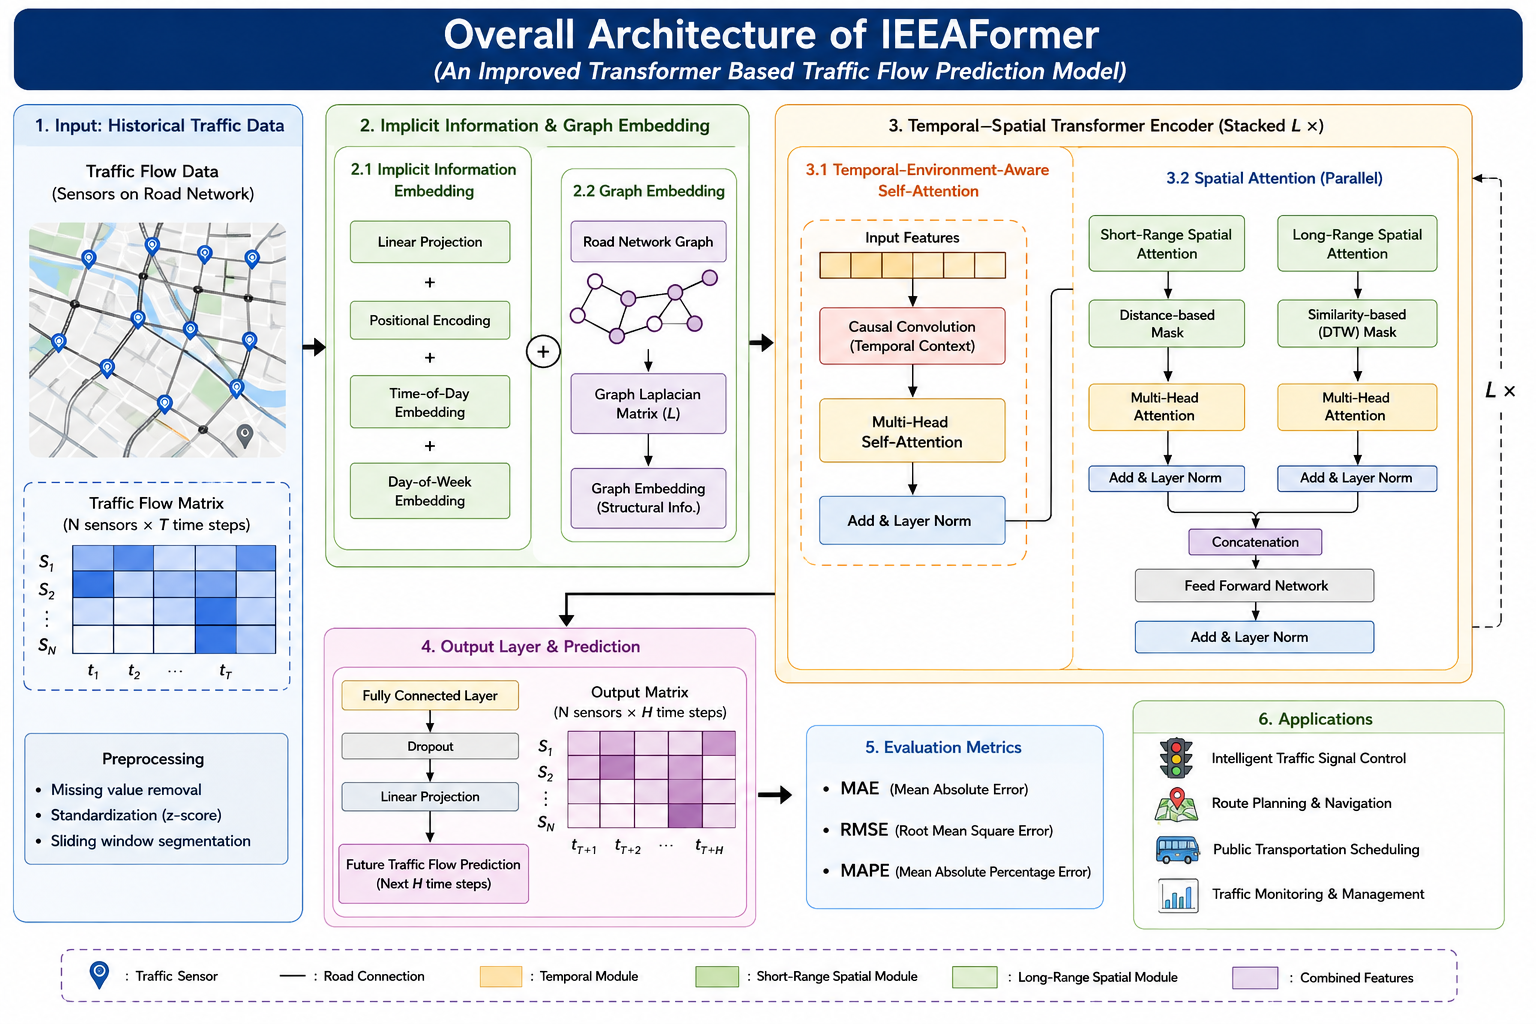 Overall Architecture of IEEAFormer
(An Improved Transformer Based Traffic Flow Prediction Model)
1. Input: Historical Traffic Data
Traffic Flow Data
(Sensors on Road Network)
Traffic Flow Matrix
(N sensors × T time steps)
S1
S2
⋮
SN
t1 t2 ··· tT
Preprocessing
• Missing value removal
• Standardization (z-score)
• Sliding window segmentation
2. Implicit Information & Graph Embedding
2.1 Implicit Information
Embedding
Linear Projection
+
Positional Encoding
+
Time-of-Day
Embedding
+
Day-of-Week
Embedding
+
2.2 Graph Embedding
Road Network Graph
Graph Laplacian
Matrix (L)
Graph Embedding
(Structural Info.)
3. Temporal–Spatial Transformer Encoder (Stacked L ×)
3.1 Temporal-Environment-Aware
Self-Attention
Input Features
Causal Convolution
(Temporal Context)
Multi-Head
Self-Attention
Add & Layer Norm
3.2 Spatial Attention (Parallel)
Short-Range Spatial
Attention
Distance-based
Mask
Multi-Head
Attention
Add & Layer Norm
Long-Range Spatial
Attention
Similarity-based
(DTW) Mask
Multi-Head
Attention
Add & Layer Norm
Concatenation
Feed Forward Network
Add & Layer Norm
L ×
4. Output Layer & Prediction
Fully Connected Layer
Dropout
Linear Projection
Future Traffic Flow Prediction
(Next H time steps)
Output Matrix
(N sensors × H time steps)
S1
S2
⋮
SN
tT+1 tT+2 ··· tT+H
5. Evaluation Metrics
• MAE (Mean Absolute Error)
• RMSE (Root Mean Square Error)
• MAPE (Mean Absolute Percentage Error)
6. Applications
Intelligent Traffic Signal Control
Route Planning & Navigation
Public Transportation Scheduling
Traffic Monitoring & Management
: Traffic Sensor
: Road Connection
: Temporal Module
: Short-Range Spatial Module
: Long-Range Spatial Module
: Combined Features